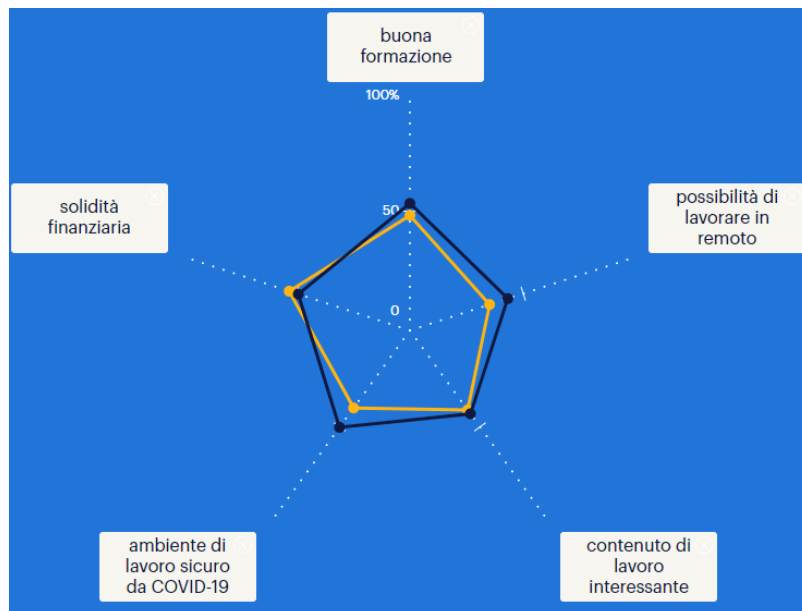 buona
formazione
100%
50
0
solidità
finanziaria
possibilità di
lavorare in
remoto
ambiente di
lavoro sicuro
da COVID-19
contenuto di
lavoro
interessante